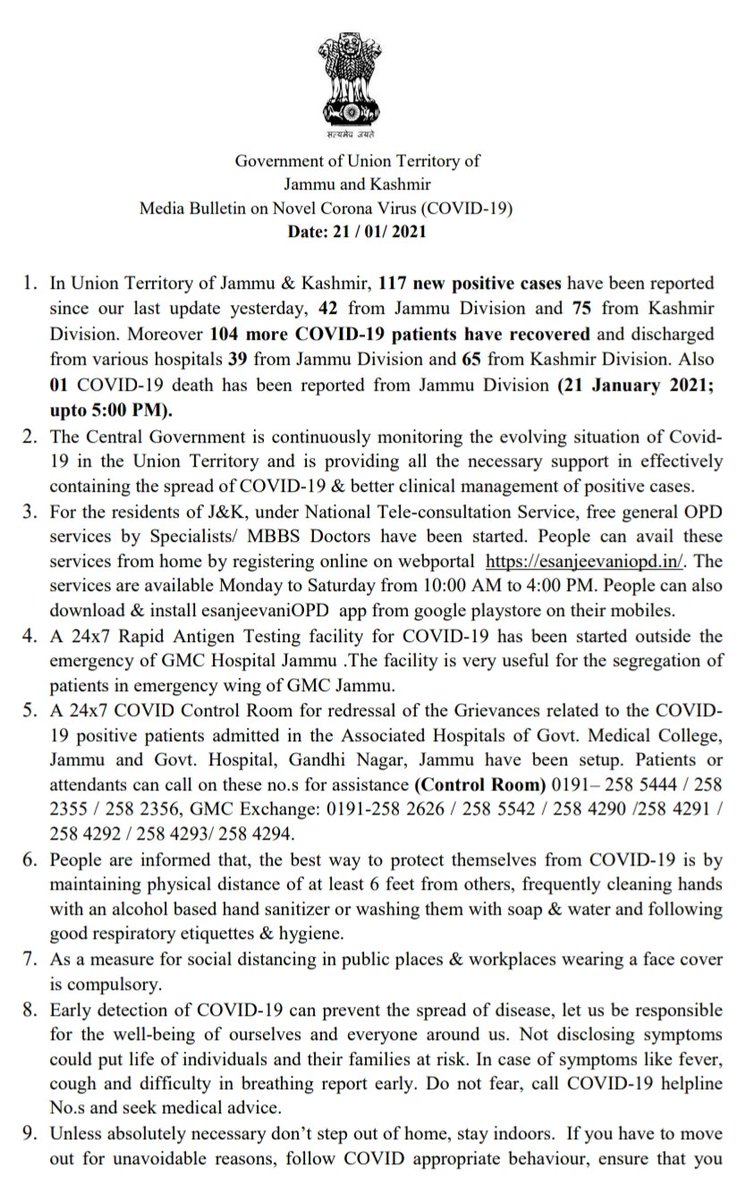 सत्यमेव जयते
Government of Union Territory of
Jammu and Kashmir
Media Bulletin on Novel Corona Virus (COVID-19)
Date: 21 / 01/ 2021
1. In Union Territory of Jammu & Kashmir, 117 new positive cases have been reported
since our last update yesterday, 42 from Jammu Division and 75 from Kashmir
Division. Moreover 104 more COVID-19 patients have recovered and discharged
from various hospitals 39 from Jammu Division and 65 from Kashmir Division. Also
01 COVID-19 death has been reported from Jammu Division (21 January 2021;
upto 5:00 PM).
2. The Central Government is continuously monitoring the evolving situation of Covid-
19 in the Union Territory and is providing all the necessary support in effectively
containing the spread of COVID-19 & better clinical management of positive cases.
3. For the residents of J&K, under National Tele-consultation Service, free general OPD
services by Specialists/ MBBS Doctors have been started. People can avail these
services from home by registering online on webportal https://esanjeevaniopd.in/. The
services are available Monday to Saturday from 10:00 AM to 4:00 PM. People can also
download & install esanjeevaniOPD app from google playstore on their mobiles.
4. A 24x7 Rapid Antigen Testing facility for COVID-19 has been started outside the
emergency of GMC Hospital Jammu .The facility is very useful for the segregation of
patients in emergency wing of GMC Jammu.
5. A 24x7 COVID Control Room for redressal of the Grievances related to the COVID-
19 positive patients admitted in the Associated Hospitals of Govt. Medical College,
Jammu and Govt. Hospital, Gandhi Nagar, Jammu have been setup. Patients or
attendants can call on these no.s for assistance (Control Room) 0191– 258 5444 / 258
2355 / 258 2356, GMC Exchange: 0191-258 2626 / 258 5542 / 258 4290 /258 4291 /
258 4292 / 258 4293/ 258 4294.
6. People are informed that, the best way to protect themselves from COVID-19 is by
maintaining physical distance of at least 6 feet from others, frequently cleaning hands
with an alcohol based hand sanitizer or washing them with soap & water and following
good respiratory etiquettes & hygiene.
7. As a measure for social distancing in public places & workplaces wearing a face cover
is compulsory.
8. Early detection of COVID-19 can prevent the spread of disease, let us be responsible
for the well-being of ourselves and everyone around us. Not disclosing symptoms
could put life of individuals and their families at risk. In case of symptoms like fever,
cough and difficulty in breathing report early. Do not fear, call COVID-19 helpline
No.s and seek medical advice.
9. Unless absolutely necessary don’t step out of home, stay indoors. If you have to move
out for unavoidable reasons, follow COVID appropriate behaviour, ensure that you